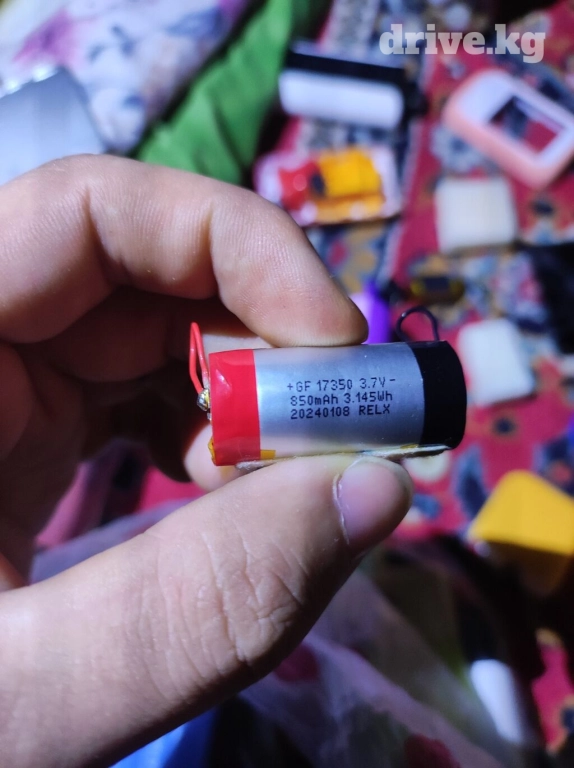 drive.kg
+GF 17350 3.7V-
850mAh 3.145Wh
20240108 RELX